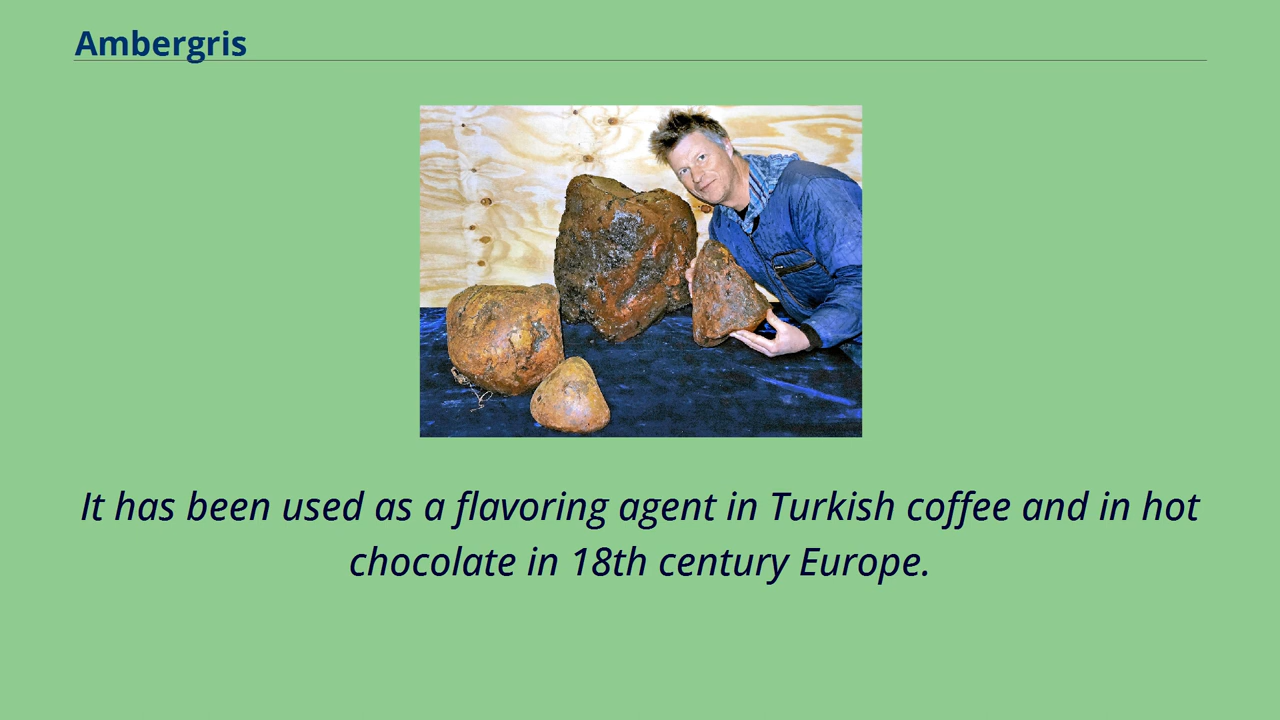 Ambergris
It has been used as a flavoring agent in Turkish coffee and in hot
chocolate in 18th century Europe.